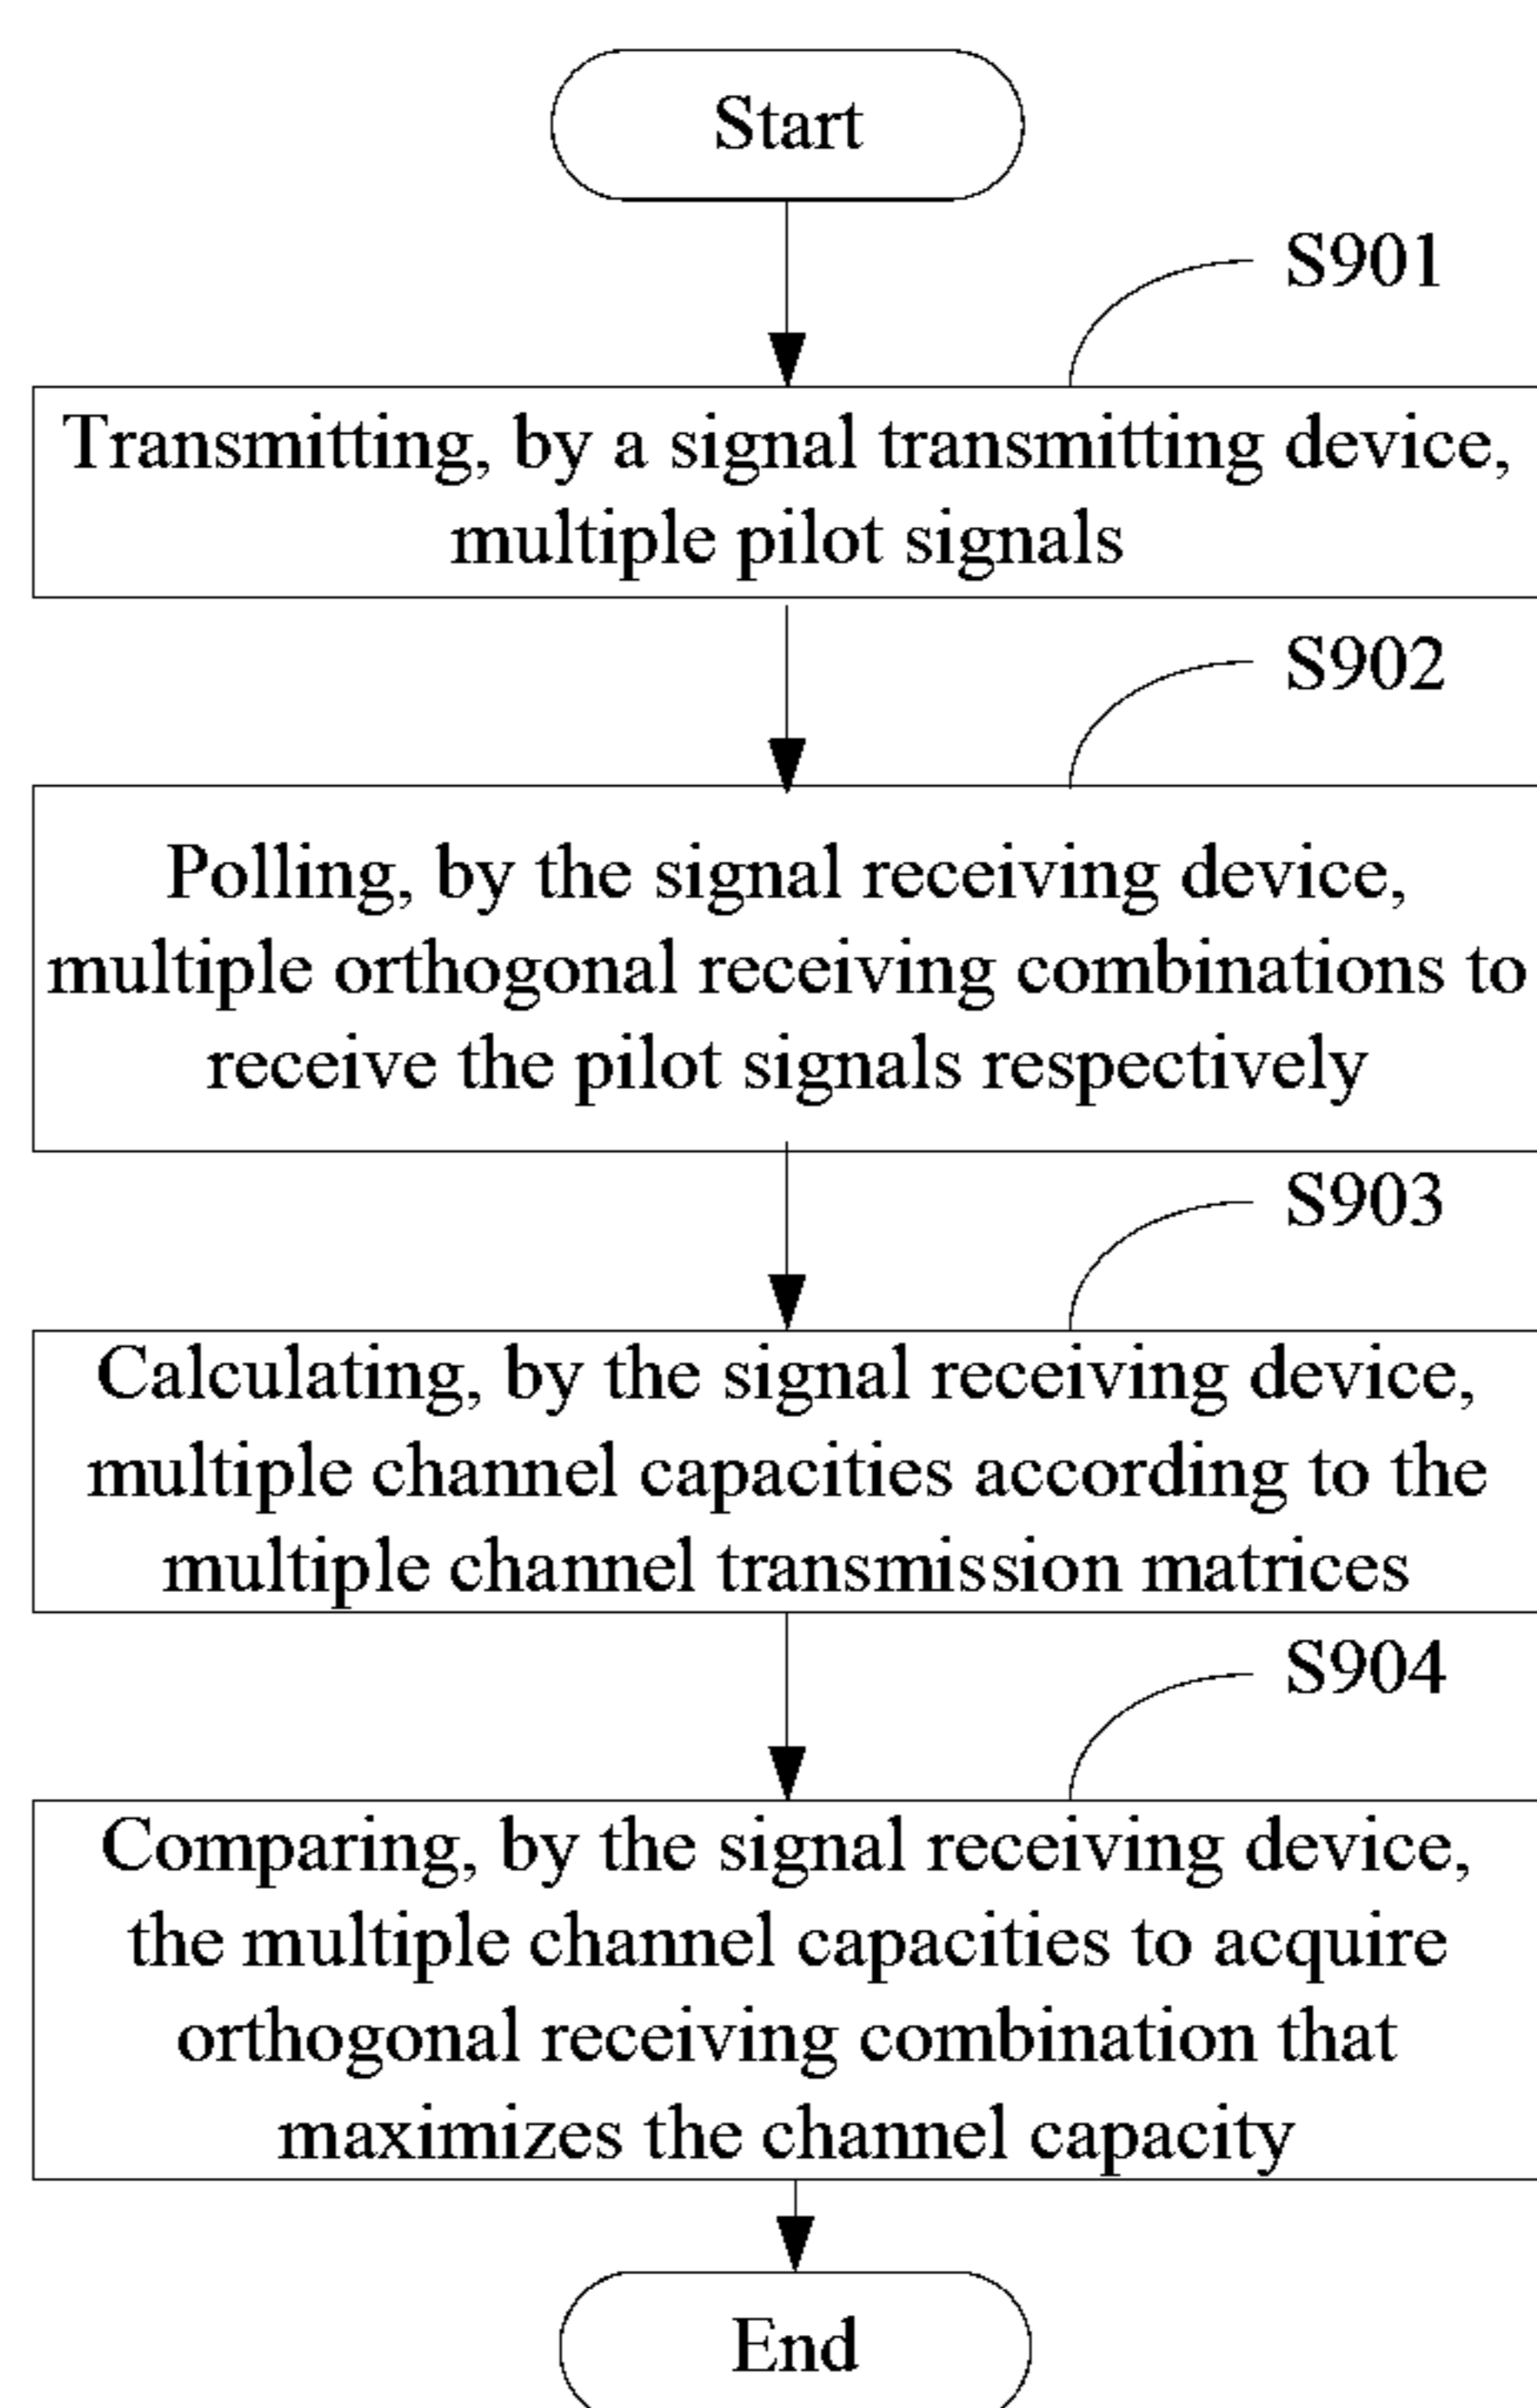 Start
S901
Transmitting, by a signal transmitting device,
multiple pilot signals
S902
Polling, by the signal receiving device,
multiple orthogonal receiving combinations to
receive the pilot signals respectively
S903
Calculating, by the signal receiving device,
multiple channel capacities according to the
multiple channel transmission matrices
S904
Comparing, by the signal receiving device,
the multiple channel capacities to acquire
orthogonal receiving combination that
maximizes the channel capacity
End